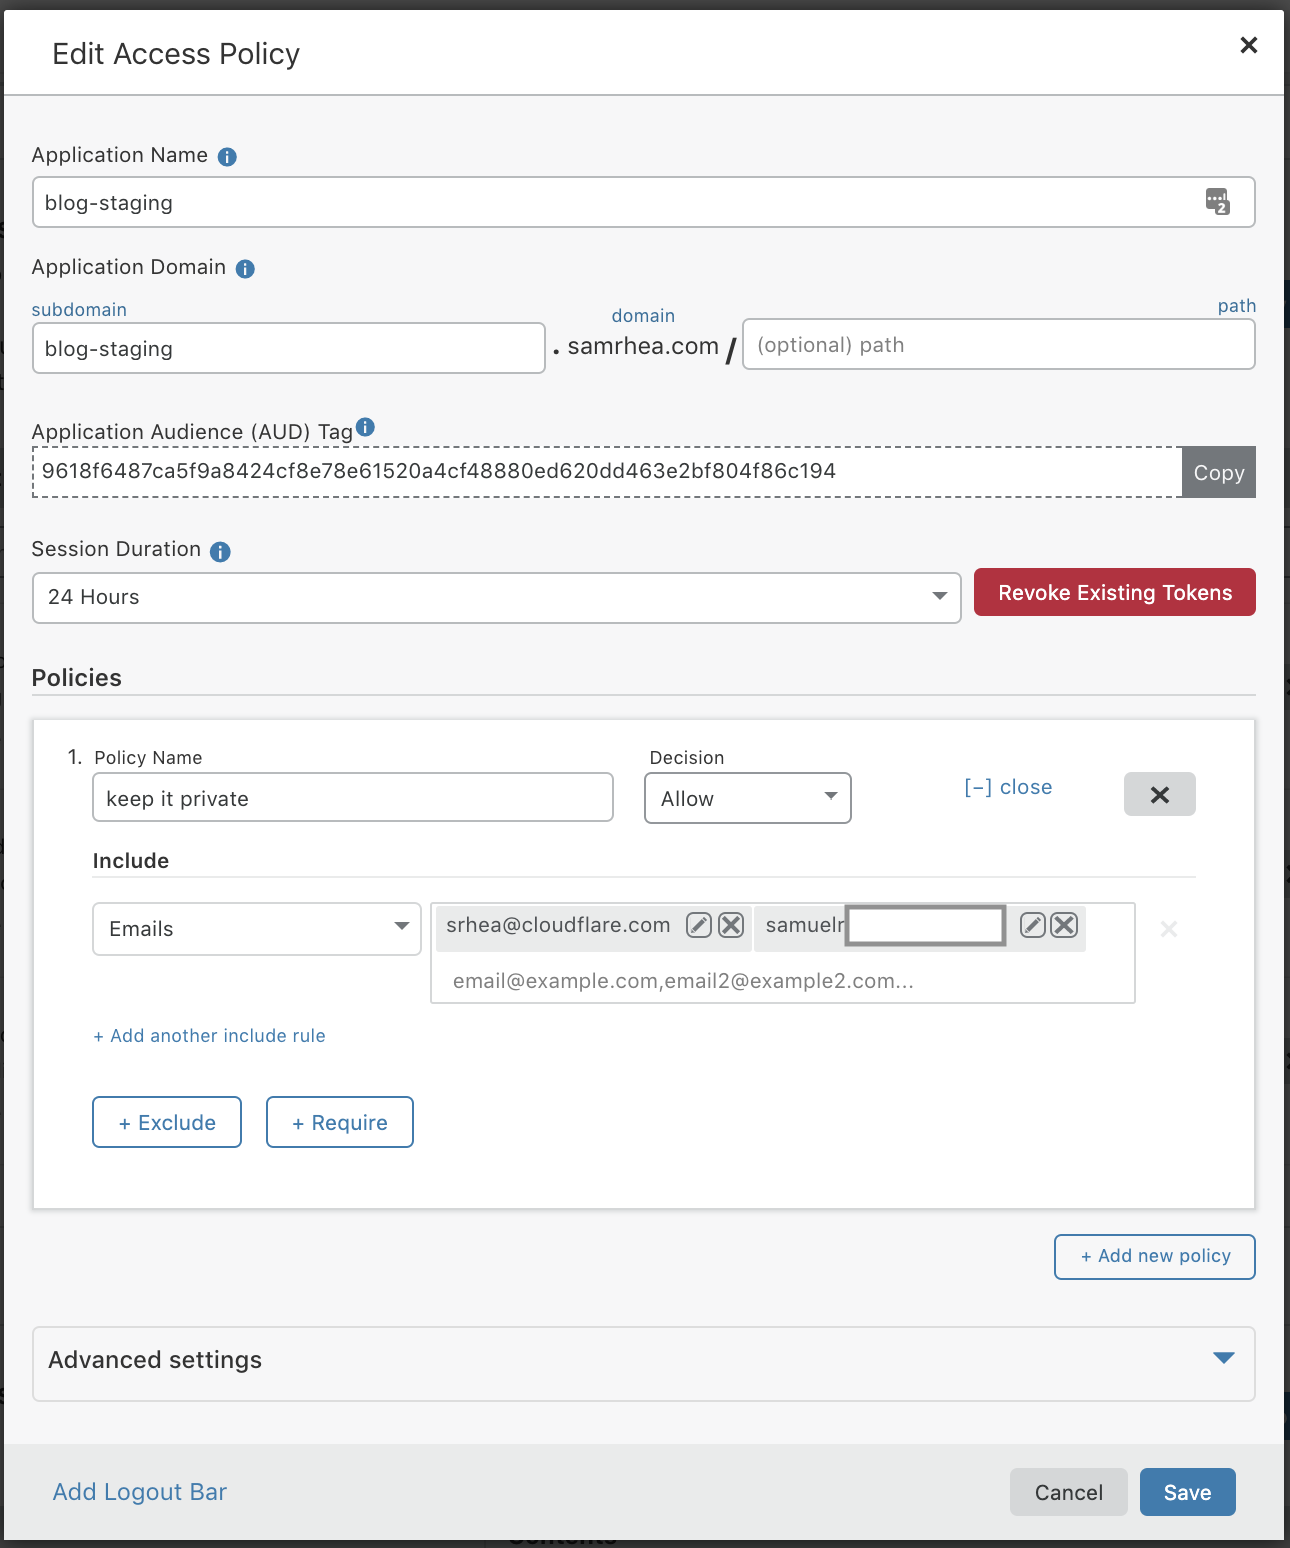 Edit Access Policy
Application Name
blog-staging
Application Domain
subdomain
domain
path
blog-staging
. samrhea.com /
(optional) path
Application Audience (AUD) Tag
9618f6487ca5f9a8424cf8e78e61520a4cf48880ed620dd463e2bf804f86c194
Copy
Session Duration
24 Hours
Revoke Existing Tokens
Policies
1. Policy Name
Decision
keep it private
Allow
[−] close
Include
Emails
srhea@cloudflare.com
samuelr
email@example.com,email2@example2.com...
+ Add another include rule
+ Exclude
+ Require
+ Add new policy
Advanced settings
Add Logout Bar
Cancel
Save